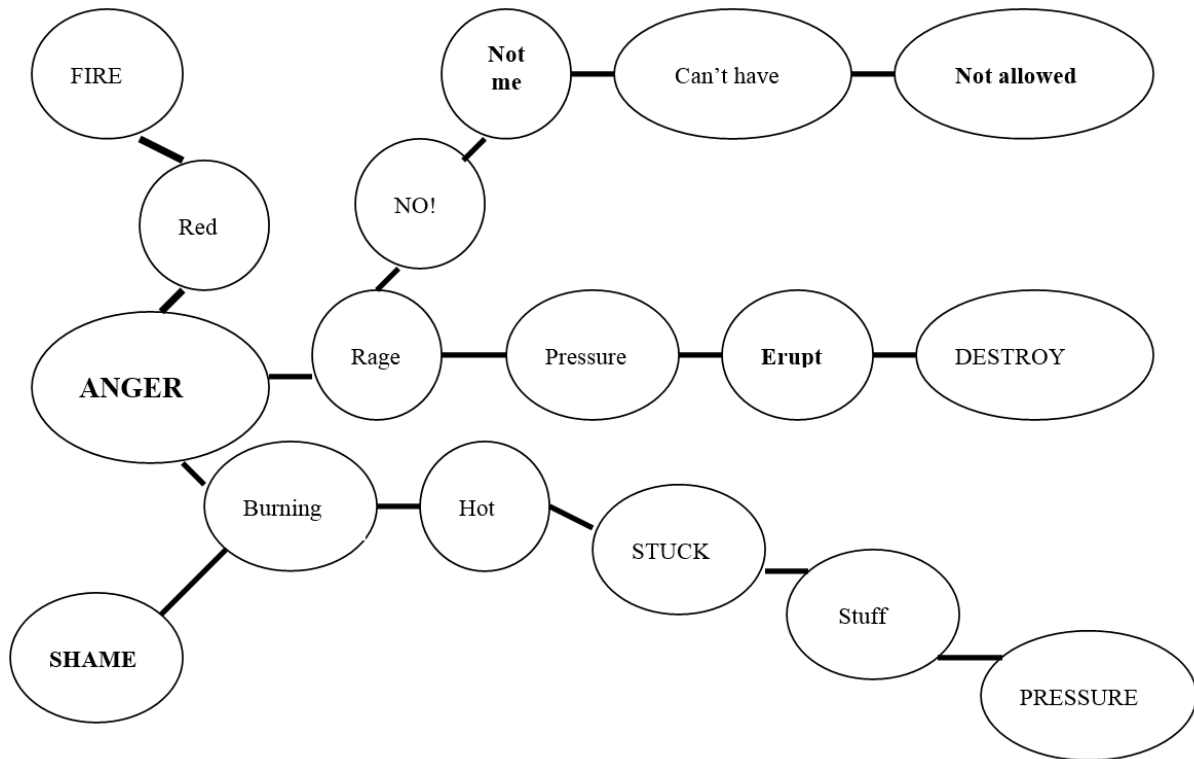 FIRE
Not
me
Can't have
Not allowed
Red
NO!
ANGER
Rage
Pressure
Erupt
DESTROY
Burning
Hot
STUCK
Stuff
SHAME
PRESSURE